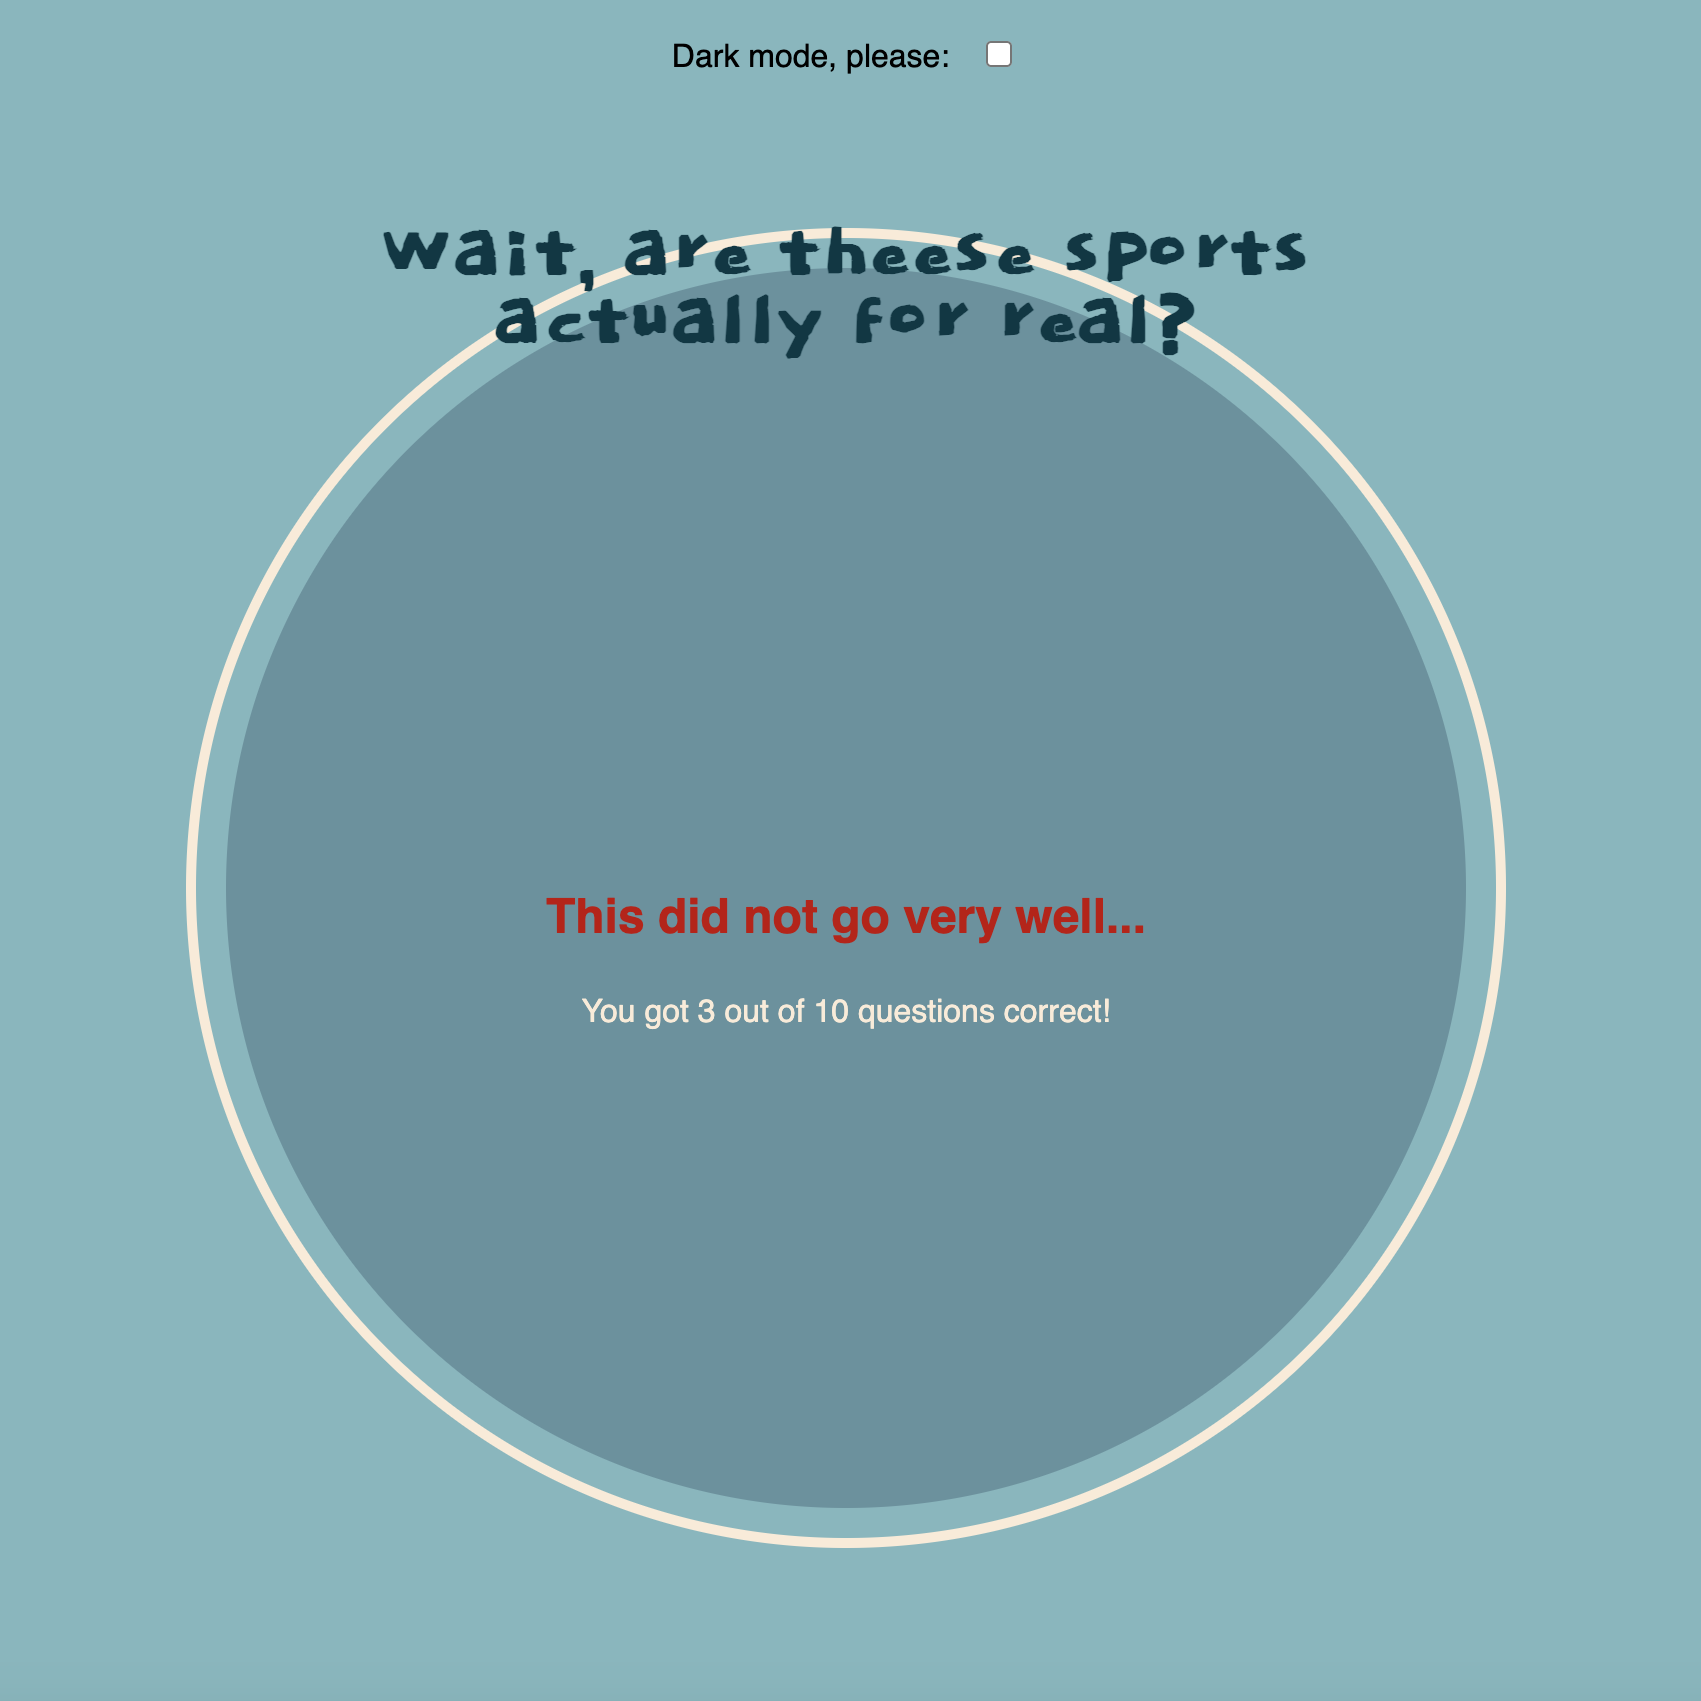 Dark mode, please:
wait, are theese sports
actually for real?
This did not go very well...
You got 3 out of 10 questions correct!